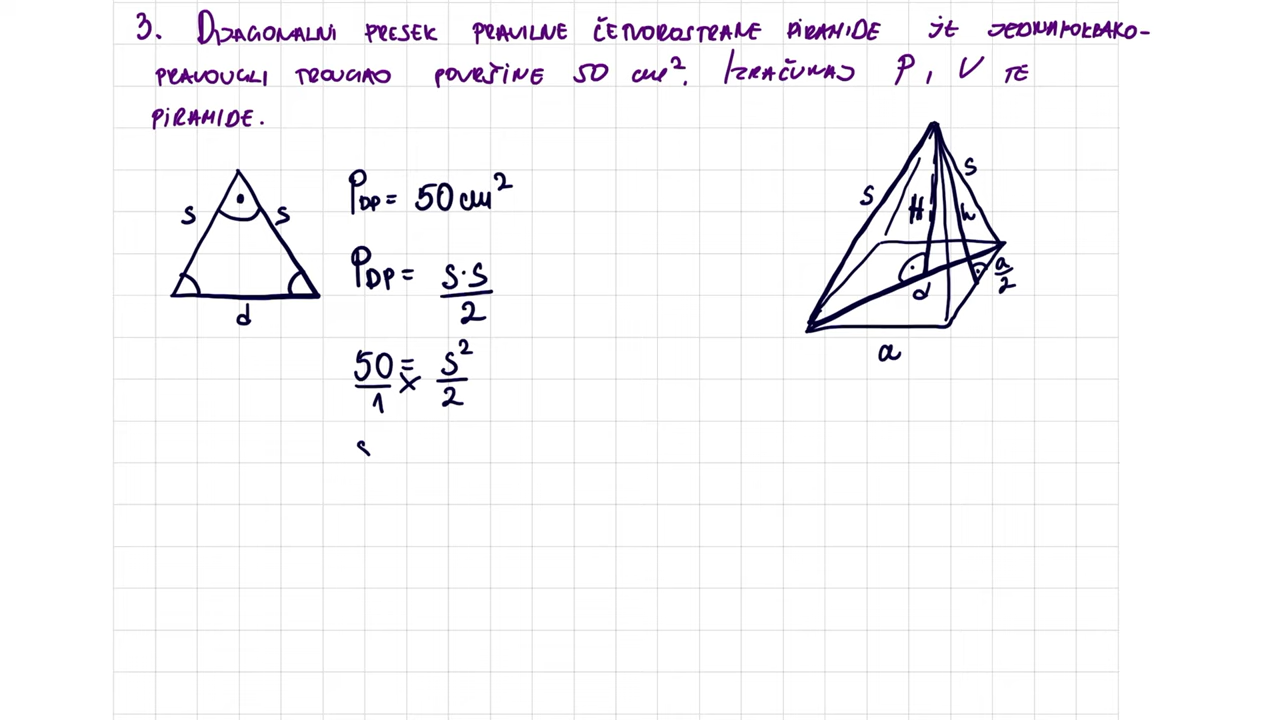 3. DIJAGONALNI PRESEK PRAVILNE ČETVOROSTRANE PIRAMIDE JE JEDNAKOKRAKO-
PRAVOUGLI TROUGAO POVRŠINE 50 cm². IZRAČUNAJ P, V TE
PIRAMIDE.
s s
d
P_DP = 50 cm²
P_DP = s·s/2
50/1 = s²/2
s
s s
H h
d a/2
a